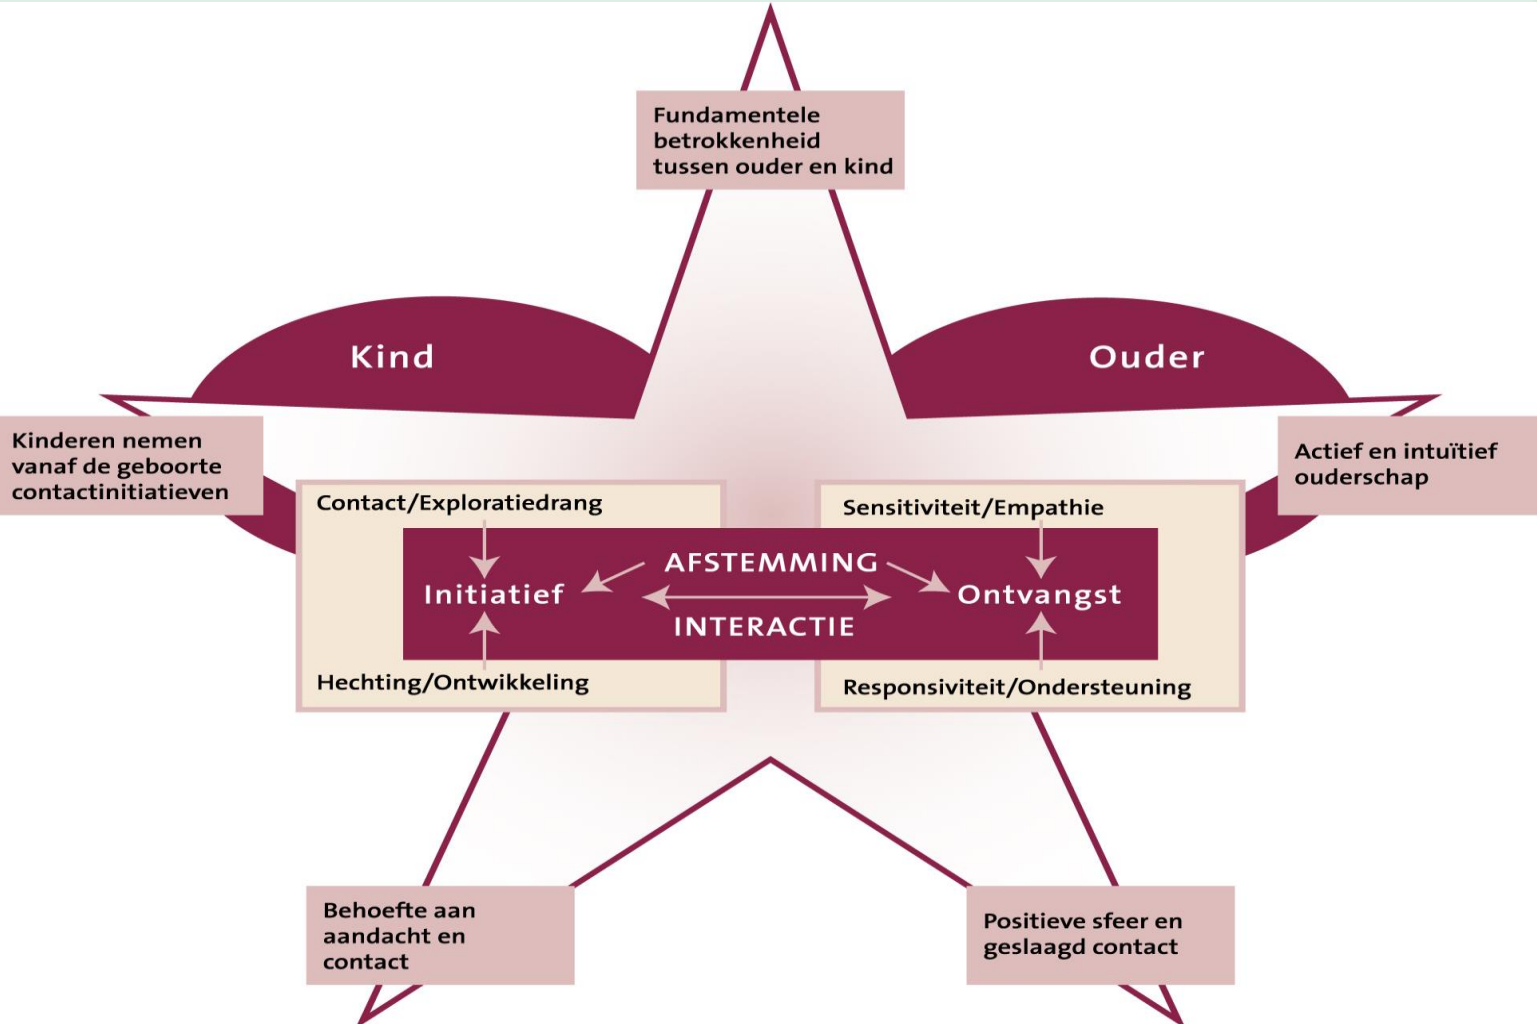 Fundamentele
betrokkenheid
tussen ouder en kind
Kind
Ouder
Kinderen nemen
vanaf de geboorte
contactinitiatieven
Actief en intuïtief
ouderschap
Contact/Exploratiedrang
Sensitiviteit/Empathie
AFSTEMMING
Initiatief
Ontvangst
INTERACTIE
Hechting/Ontwikkeling
Responsiviteit/Ondersteuning
Behoefte aan
aandacht en
contact
Positieve sfeer en
geslaagd contact